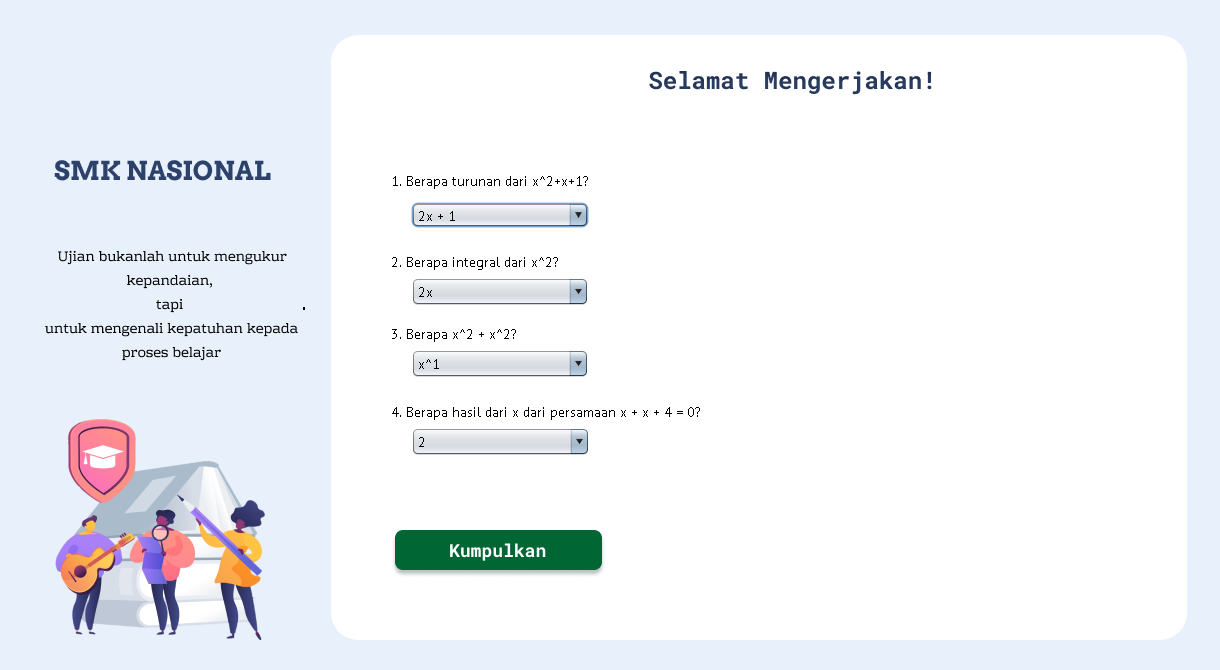 Selamat Mengerjakan!
SMK NASIONAL
Ujian bukanlah untuk mengukur
kepandaian,
tapi
.
untuk mengenali kepatuhan kepada
proses belajar
1. Berapa turunan dari x^2+x+1?
2x + 1
2. Berapa integral dari x^2?
2x
3. Berapa x^2 + x^2?
x^1
4. Berapa hasil dari x dari persamaan x + x + 4 = 0?
2
Kumpulkan